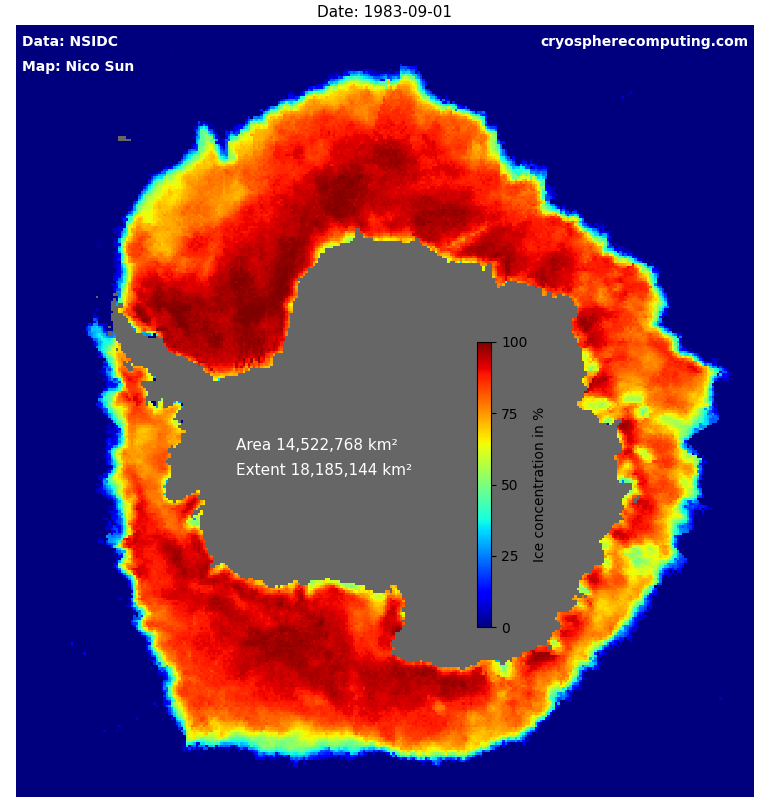 Date: 1983-09-01
Data: NSIDC
cryospherecomputing.com
Map: Nico Sun
100
75
50
25
0
Ice concentration in %
Area 14,522,768 km²
Extent 18,185,144 km²